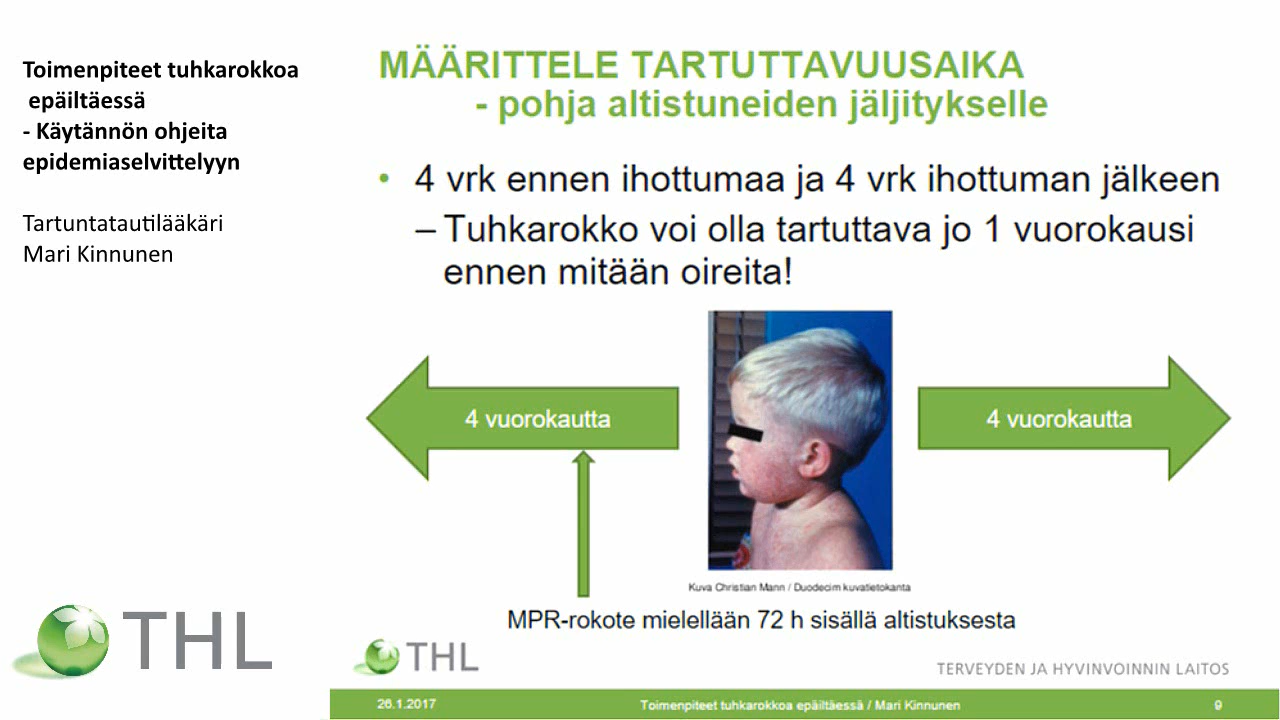 Toimenpiteet tuhkarokkoa
epäiltäessä
- Käytännön ohjeita
epidemiaselvittelyyn
Tartuntatautilääkäri
Mari Kinnunen
THL
MÄÄRITTELE TARTUTTAVUUSAIKA
- pohja altistuneiden jäljitykselle
• 4 vrk ennen ihottumaa ja 4 vrk ihottuman jälkeen
– Tuhkarokko voi olla tartuttava jo 1 vuorokausi
ennen mitään oireita!
4 vuorokautta
4 vuorokautta
Kuva Christian Mann / Duodecim kuvatietokanta
MPR-rokote mielellään 72 h sisällä altistuksesta
THL
TERVEYDEN JA HYVINVOINNIN LAITOS
26.1.2017
Toimenpiteet tuhkarokkoa epäiltäessä / Mari Kinnunen
9